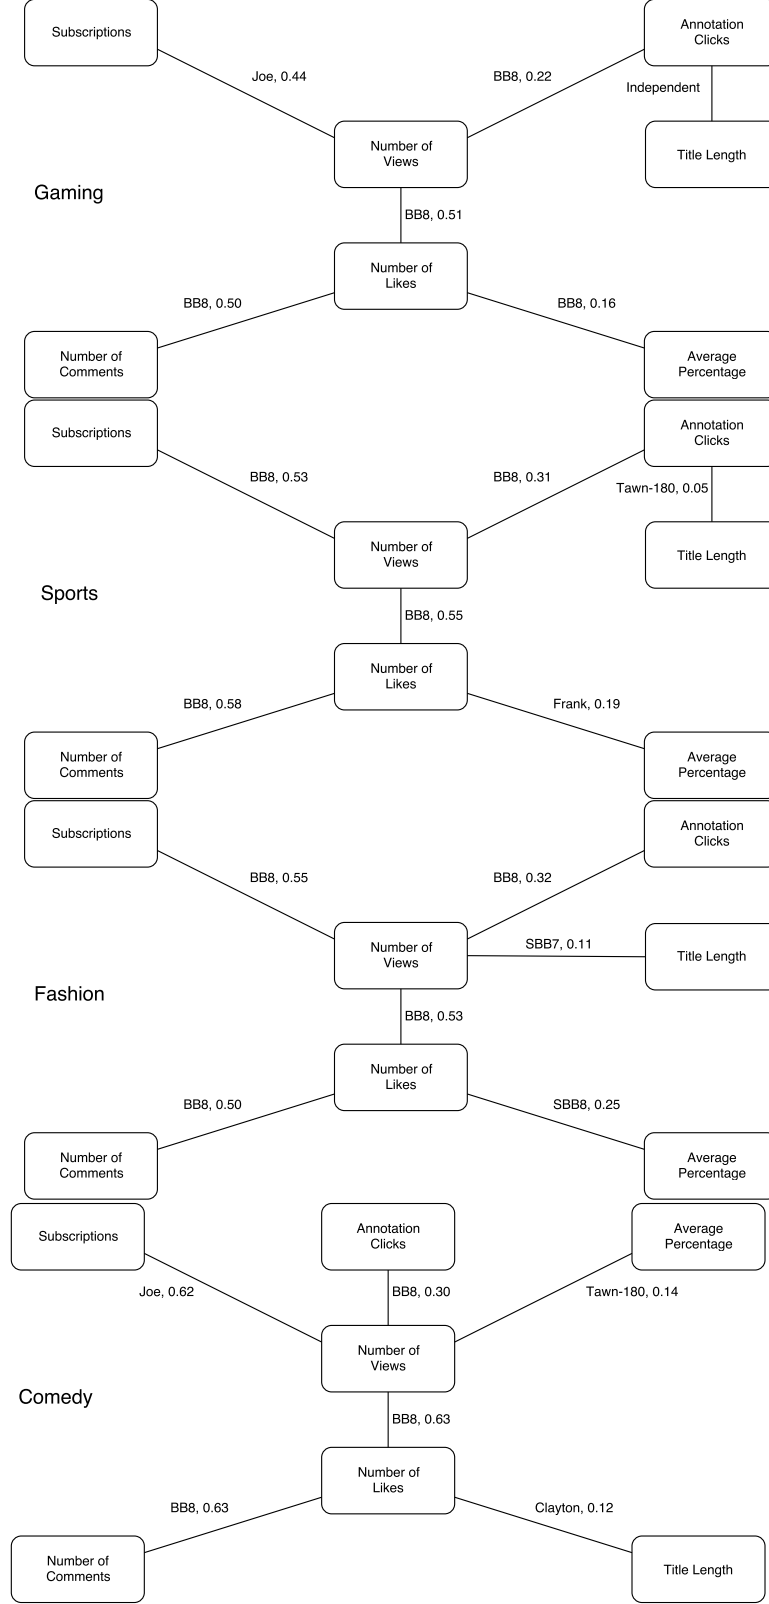 Subscriptions
Annotation
Clicks
Joe, 0.44
BB8, 0.22
Independent
Number of
Views
Title Length
Gaming
BB8, 0.51
Number of
Likes
BB8, 0.50
BB8, 0.16
Number of
Comments
Average
Percentage
Subscriptions
Annotation
Clicks
BB8, 0.53
BB8, 0.31
Tawn-180, 0.05
Number of
Views
Title Length
Sports
BB8, 0.55
Number of
Likes
BB8, 0.58
Frank, 0.19
Number of
Comments
Average
Percentage
Subscriptions
Annotation
Clicks
BB8, 0.55
BB8, 0.32
SBB7, 0.11
Number of
Views
Title Length
Fashion
BB8, 0.53
Number of
Likes
BB8, 0.50
SBB8, 0.25
Number of
Comments
Average
Percentage
Subscriptions
Annotation
Clicks
Average
Percentage
Joe, 0.62
BB8, 0.30
Tawn-180, 0.14
Number of
Views
Comedy
BB8, 0.63
Number of
Likes
BB8, 0.63
Clayton, 0.12
Number of
Comments
Title Length